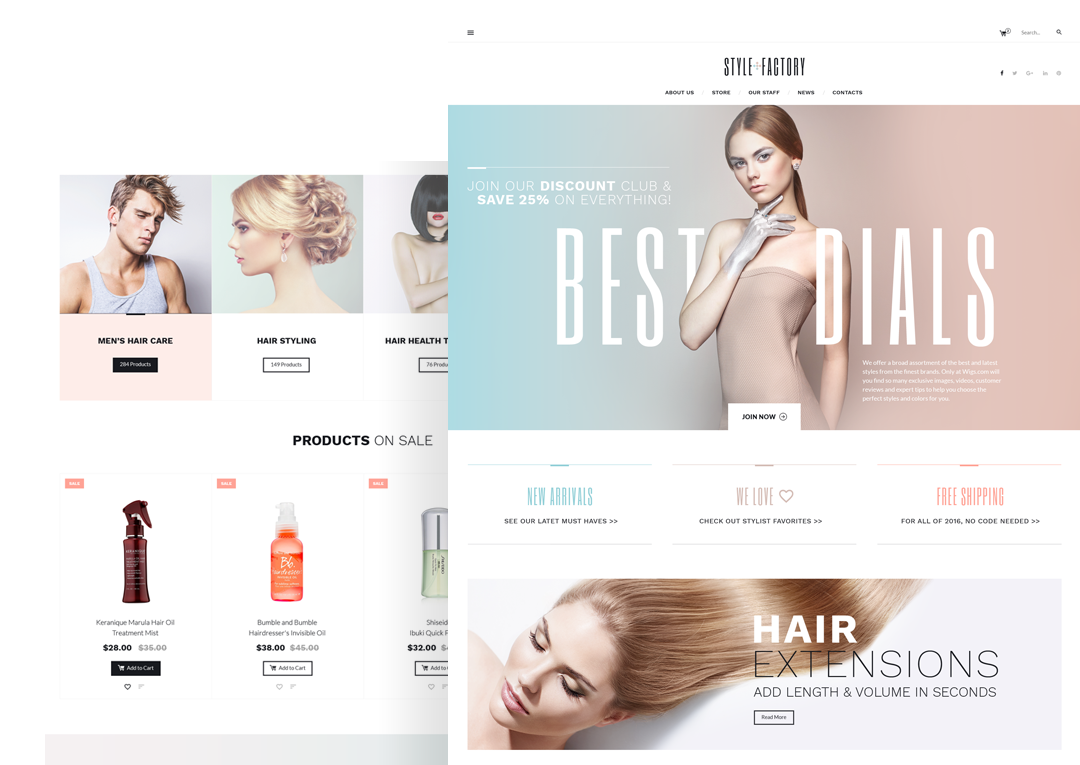 Search...
STYLE FACTORY
ABOUT US / STORE / OUR STAFF / NEWS / CONTACTS
JOIN OUR DISCOUNT CLUB &
SAVE 25% ON EVERYTHING!
BEST DIALS
We offer a broad assortment of the best and latest
styles from the finest brands. Only at Wigs.com will
you find so many exclusive images, videos, customer
reviews and expert tips to help you choose the
perfect styles and colors for you.
JOIN NOW
NEW ARRIVALS
SEE OUR LATET MUST HAVES >>
WE LOVE
CHECK OUT STYLIST FAVORITES >>
FREE SHIPPING
FOR ALL OF 2016, NO CODE NEEDED >>
HAIR
EXTENSIONS
ADD LENGTH & VOLUME IN SECONDS
Read More
MEN'S HAIR CARE
284 Products
HAIR STYLING
149 Products
HAIR HEALTH T
76 Produ
PRODUCTS ON SALE
SALE
Keranique Marula Hair Oil
Treatment Mist
$28.00 $35.00
Add to Cart
SALE
Bb.
Bumble and Bumble
Hairdresser's Invisible Oil
$38.00 $45.00
Add to Cart
SALE
Shiseid
Ibuki Quick F
$32.00
Add to